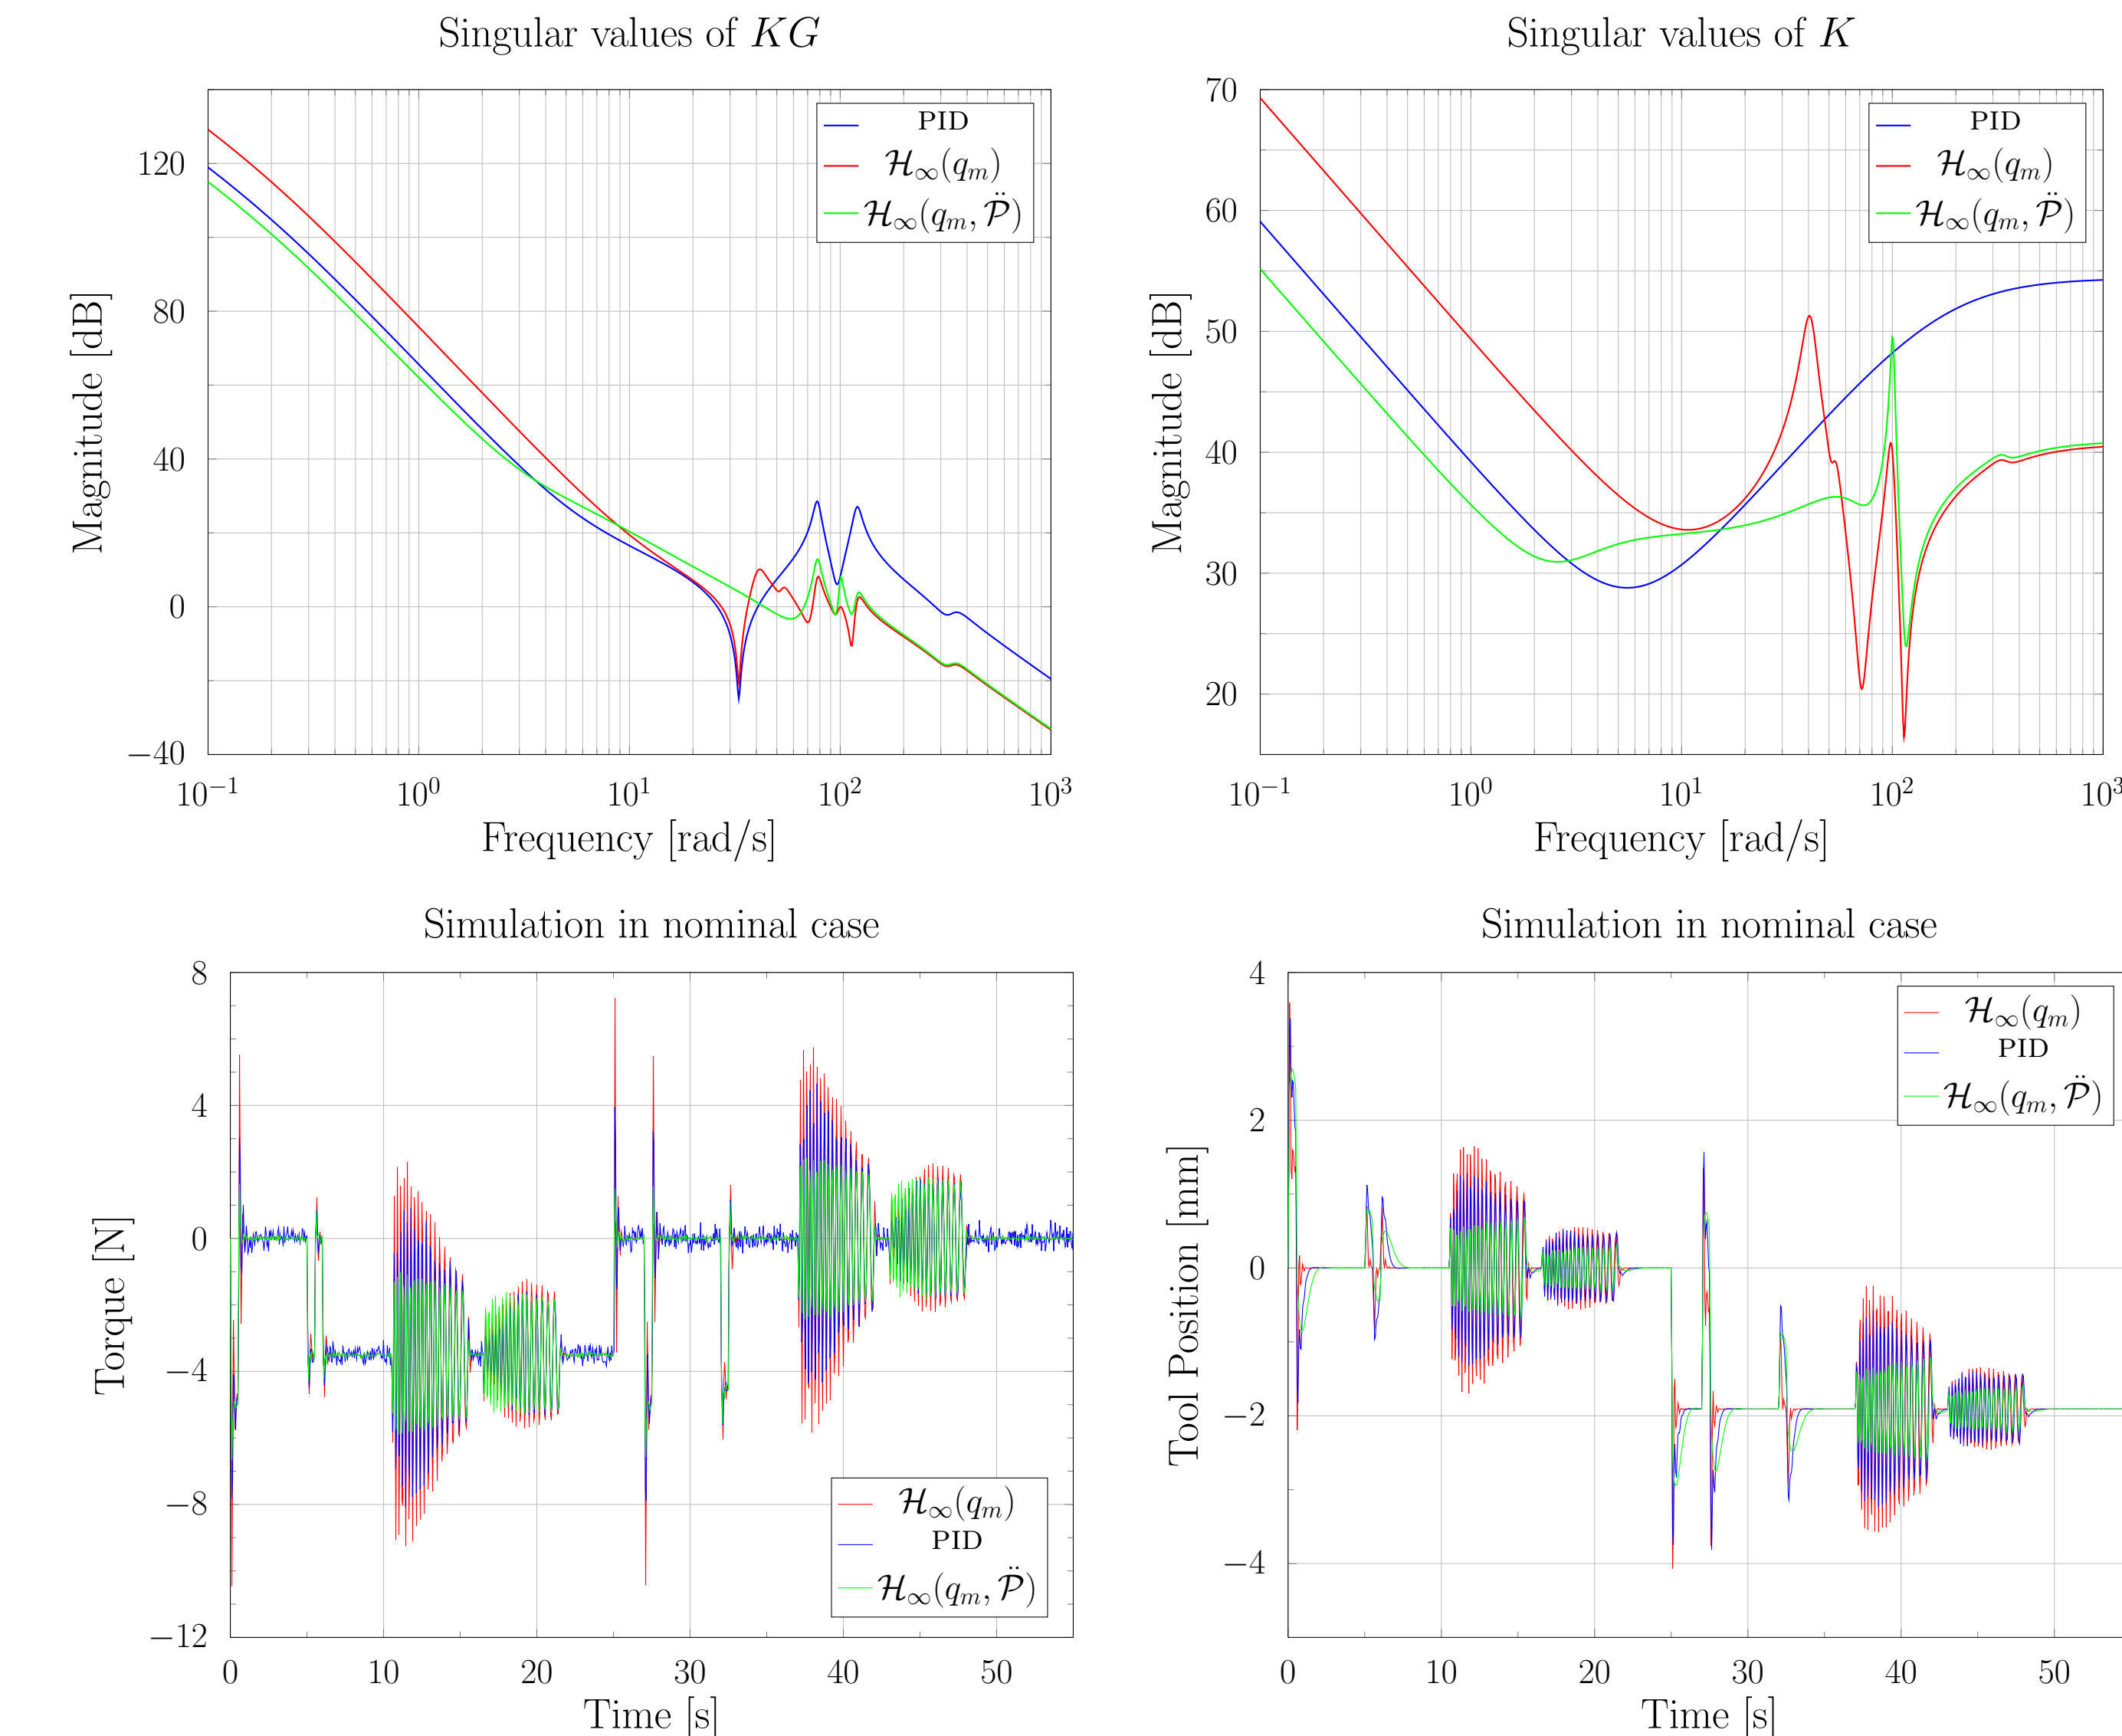 Singular values of KG
120
80
40
0
−40
10⁻¹ 10⁰ 10¹ 10² 10³
Magnitude [dB]
Frequency [rad/s]
PID
ℋ∞(qₘ)
ℋ∞(qₘ, 𝒫̈)
Singular values of K
70
60
50
40
30
20
10⁻¹ 10⁰ 10¹ 10² 10³
Magnitude [dB]
Frequency [rad/s]
PID
ℋ∞(qₘ)
ℋ∞(qₘ, 𝒫̈)
Simulation in nominal case
8
4
0
−4
−8
−12
0 10 20 30 40 50
Torque [N]
Time [s]
ℋ∞(qₘ)
PID
ℋ∞(qₘ, 𝒫̈)
Simulation in nominal case
4
2
0
−2
−4
0 10 20 30 40 50
Tool Position [mm]
Time [s]
ℋ∞(qₘ)
PID
ℋ∞(qₘ, 𝒫̈)